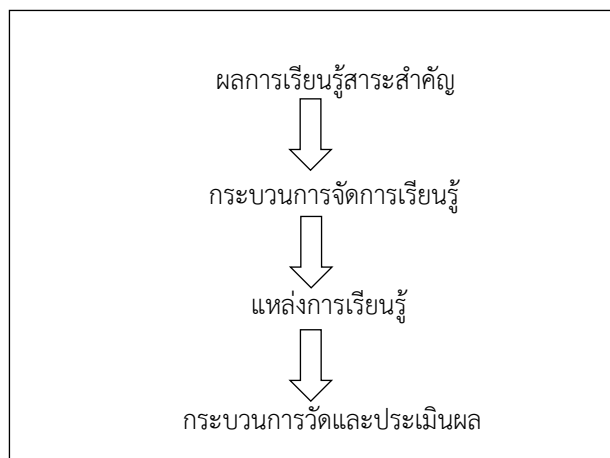 ผลการเรียนรู้สาระสำคัญ
กระบวนการจัดการเรียนรู้
แหล่งการเรียนรู้
กระบวนการวัดและประเมินผล